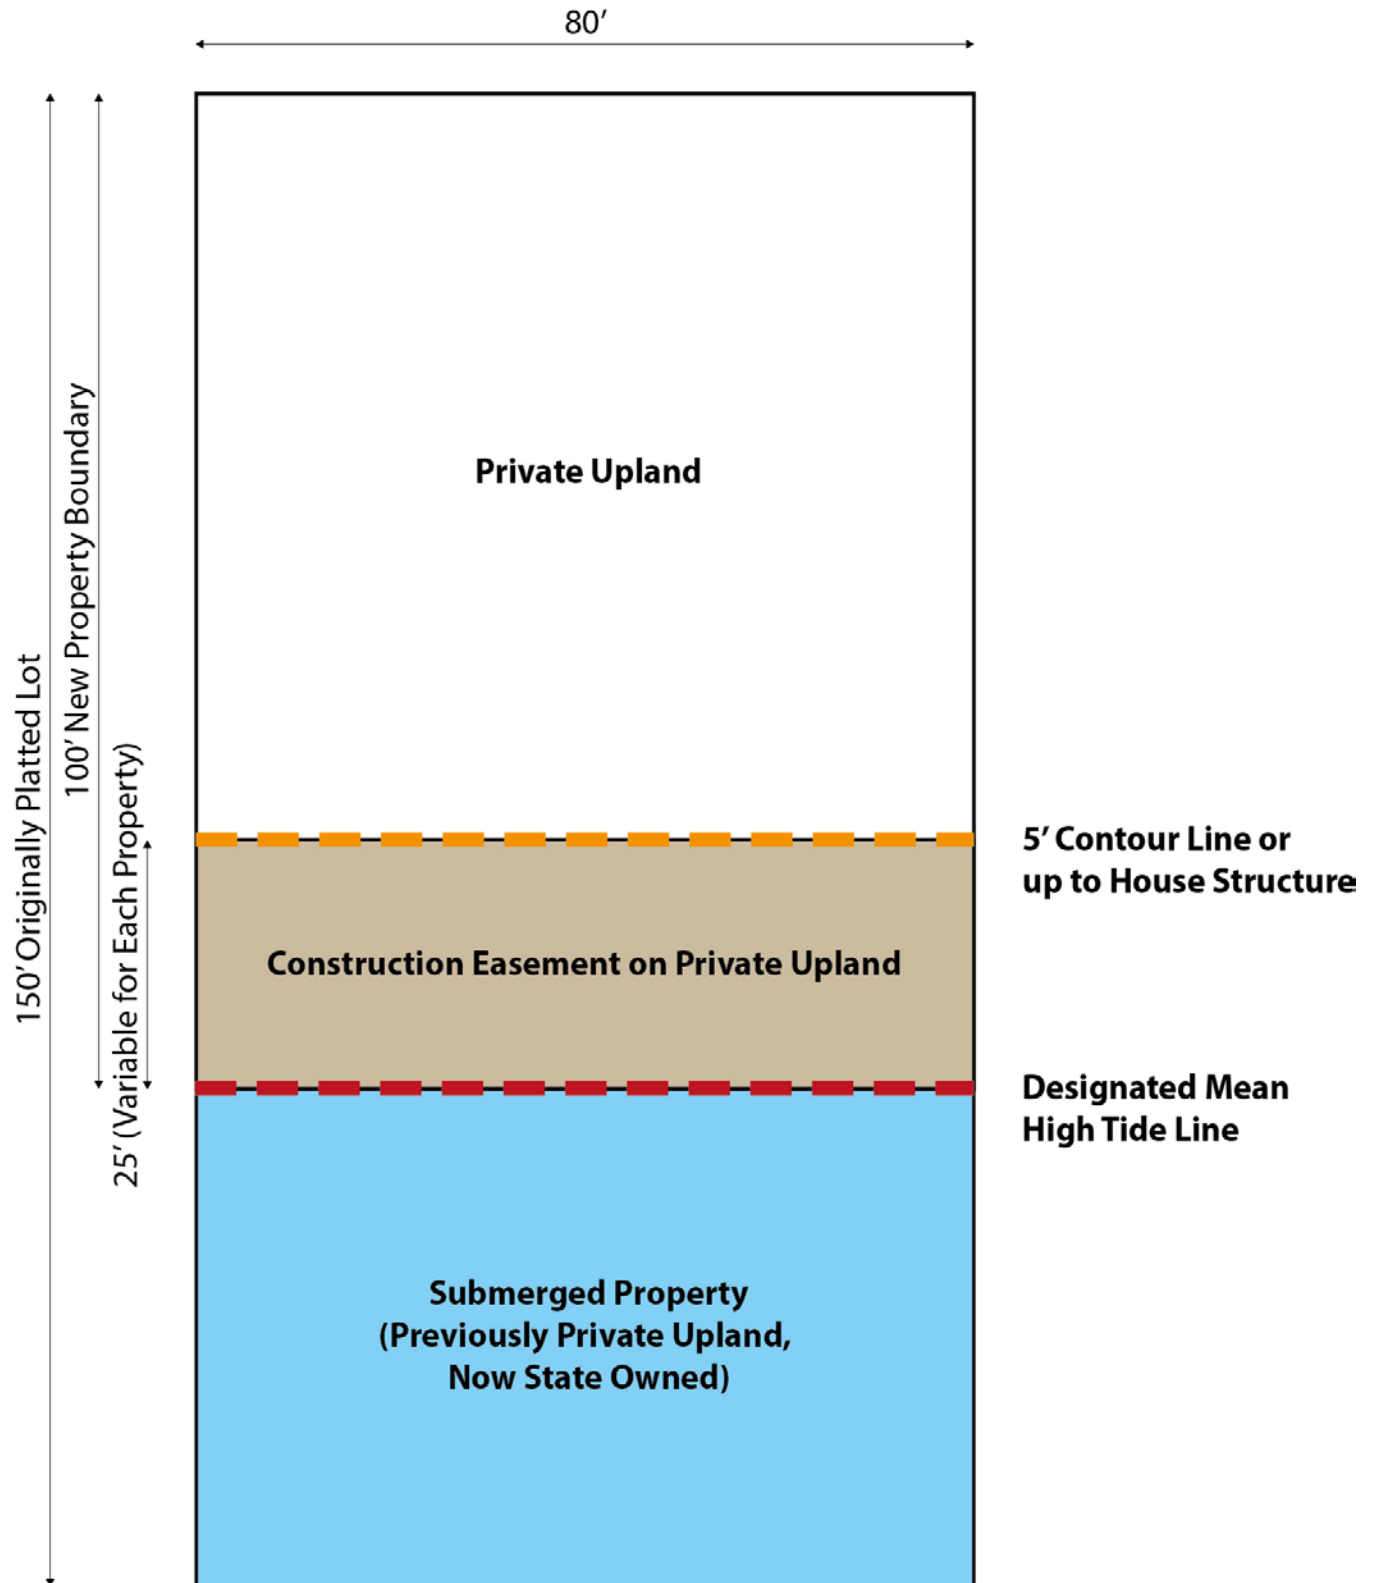 80’
150’ Originally Platted Lot
100’ New Property Boundary
25’ (Variable for Each Property)
Private Upland
5’ Contour Line or
up to House Structure
Construction Easement on Private Upland
Designated Mean
High Tide Line
Submerged Property
(Previously Private Upland,
Now State Owned)